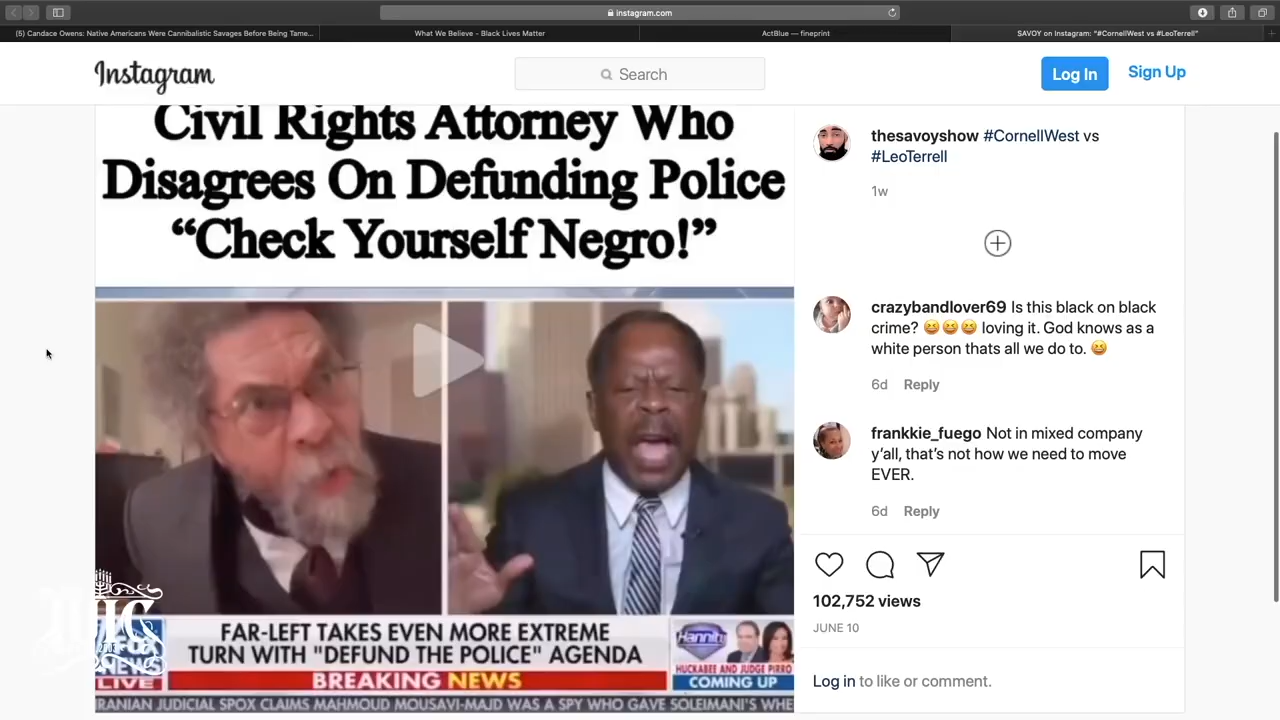 instagram.com
(5) Candace Owens: Native Americans Were Cannibalistic Savages Before Being Tame...
What We Believe - Black Lives Matter
ActBlue — fineprint
SAVOY on Instagram: "#CornellWest vs #LeoTerrell"
Instagram
Search
Log In
Sign Up
Civil Rights Attorney Who
Disagrees On Defunding Police
“Check Yourself Negro!”
thesavoyshow #CornellWest vs
#LeoTerrell
1w
crazybandlover69 Is this black on black
crime? 😆😆😆 loving it. God knows as a
white person thats all we do to. 😆
6d Reply
frankkie_fuego Not in mixed company
y’all, that’s not how we need to move
EVER.
6d Reply
102,752 views
JUNE 10
Log in to like or comment.
FAR-LEFT TAKES EVEN MORE EXTREME
TURN WITH "DEFUND THE POLICE" AGENDA
BREAKING NEWS
Hannity
HUCKABEE AND JUDGE PIRRO
COMING UP
NEWS
LIVE
RANIAN JUDICIAL SPOX CLAIMS MAHMOUD MOUSAVI-MAJD WAS A SPY WHO GAVE SOLEIMANI'S WHE